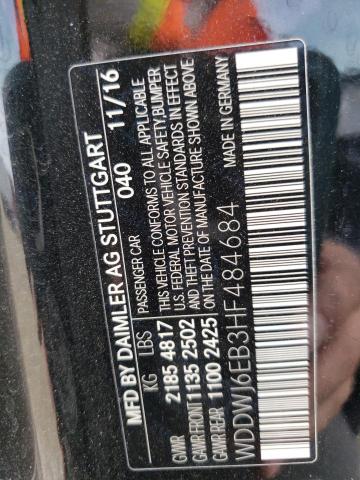 MFD BY DAIMLER AG STUTTGART
040 11/16
KG LBS PASSENGER CAR
GVWR 2185 4817 THIS VEHICLE CONFORMS TO ALL APPLICABLE
U.S. FEDERAL MOTOR VEHICLE SAFETY, BUMPER
GAWR-FRONT 1135 2502 AND THEFT PREVENTION STANDARDS IN EFFECT
GAWR-REAR 1100 2425 ON THE DATE OF MANUFACTURE SHOWN ABOVE
WDDWJ6EB3HF484684 MADE IN GERMANY